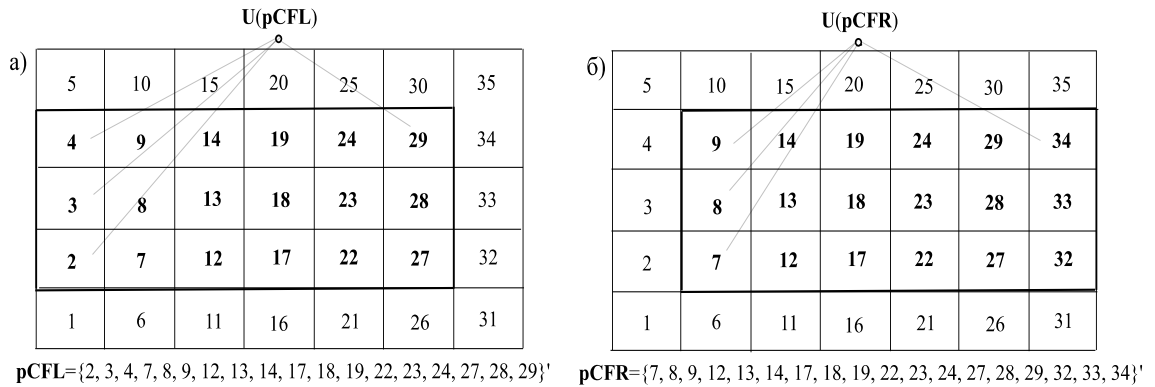 U(pCFL)
а)
5 10 15 20 25 30 35
4 9 14 19 24 29 34
3 8 13 18 23 28 33
2 7 12 17 22 27 32
1 6 11 16 21 26 31
pCFL={2, 3, 4, 7, 8, 9, 12, 13, 14, 17, 18, 19, 22, 23, 24, 27, 28, 29}'
U(pCFR)
б)
5 10 15 20 25 30 35
4 9 14 19 24 29 34
3 8 13 18 23 28 33
2 7 12 17 22 27 32
1 6 11 16 21 26 31
pCFR={7, 8, 9, 12, 13, 14, 17, 18, 19, 22, 23, 24, 27, 28, 29, 32, 33, 34}'